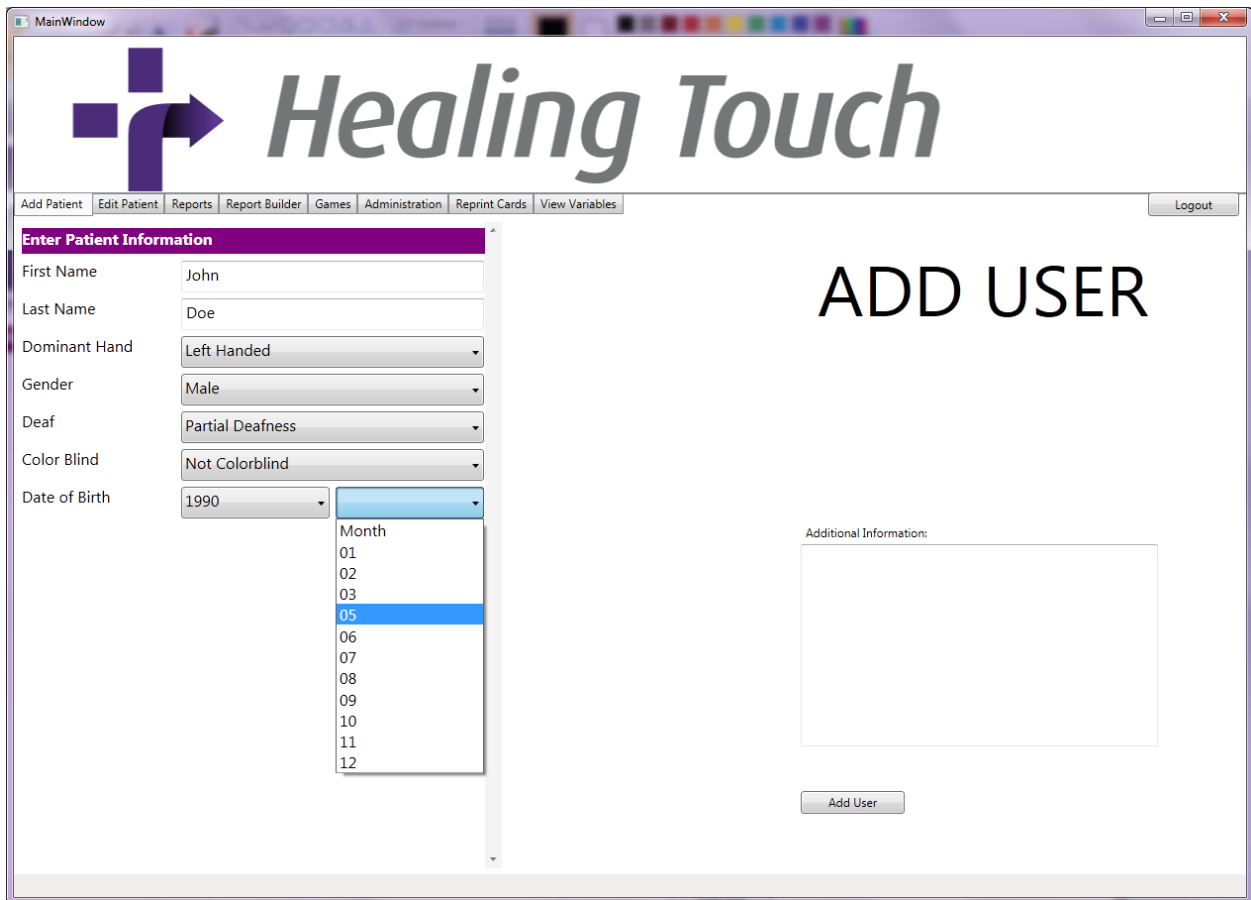 MainWindow
Healing Touch
Add Patient Edit Patient Reports Report Builder Games Administration Reprint Cards View Variables Logout
Enter Patient Information
First Name John
Last Name Doe
Dominant Hand Left Handed
Gender Male
Deaf Partial Deafness
Color Blind Not Colorblind
Date of Birth 1990
Month
01
02
03
05
06
07
08
09
10
11
12
ADD USER
Additional Information:
Add User